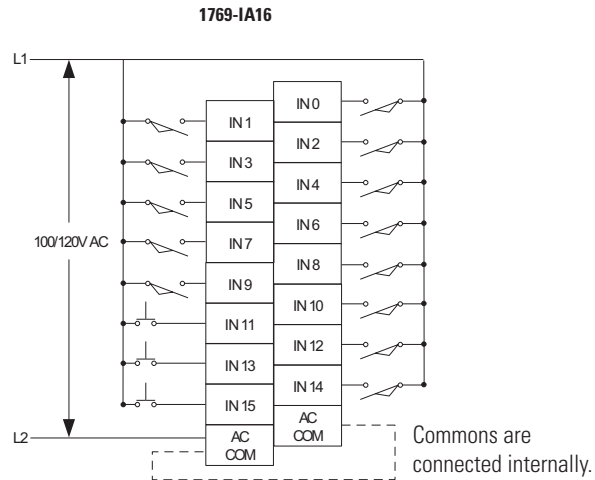 1769-IA16
L1
IN 0
IN 1
IN 2
IN 3
IN 4
IN 5
IN 6
100/120V AC
IN 7
IN 8
IN 9
IN 10
IN 11
IN 12
IN 13
IN 14
IN 15
AC
COM
L2
AC
COM
Commons are
connected internally.